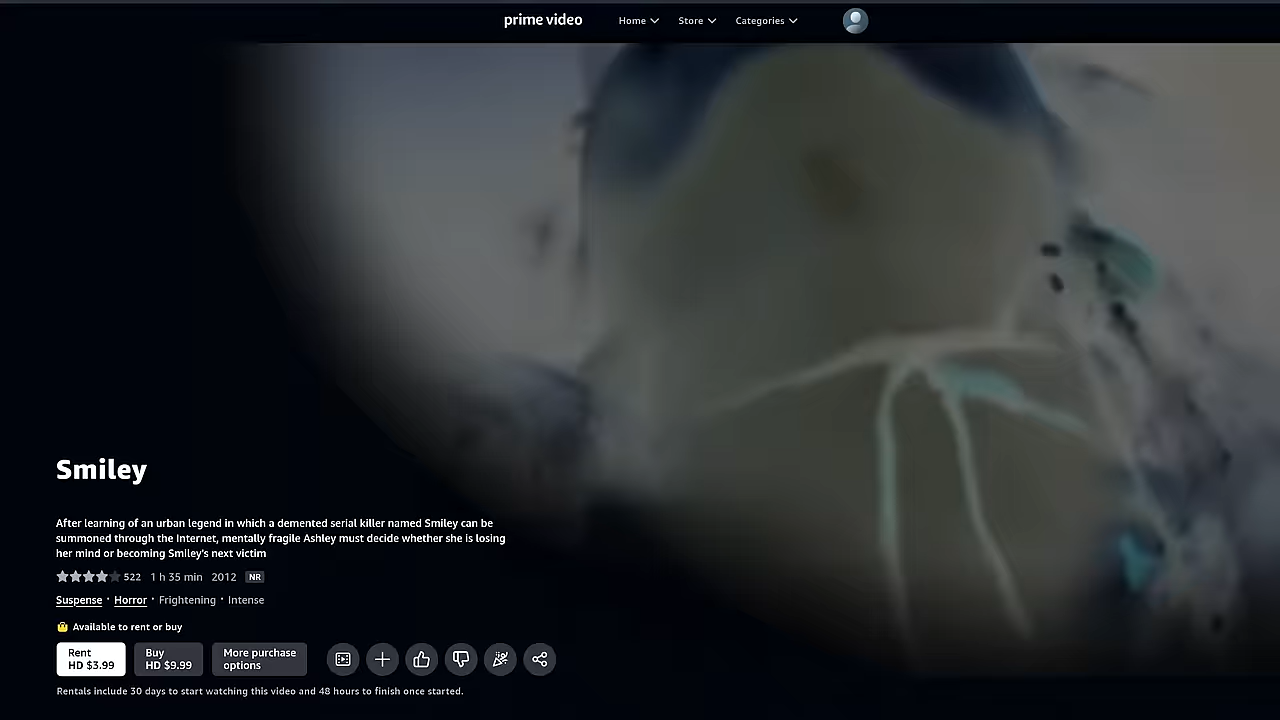 prime video Home Store Categories
Smiley
After learning of an urban legend in which a demented serial killer named Smiley can be
summoned through the Internet, mentally fragile Ashley must decide whether she is losing
her mind or becoming Smiley's next victim
522 1 h 35 min 2012 NR
Suspense · Horror · Frightening · Intense
Available to rent or buy
Rent
HD $3.99
Buy
HD $9.99
More purchase
options
Rentals include 30 days to start watching this video and 48 hours to finish once started.